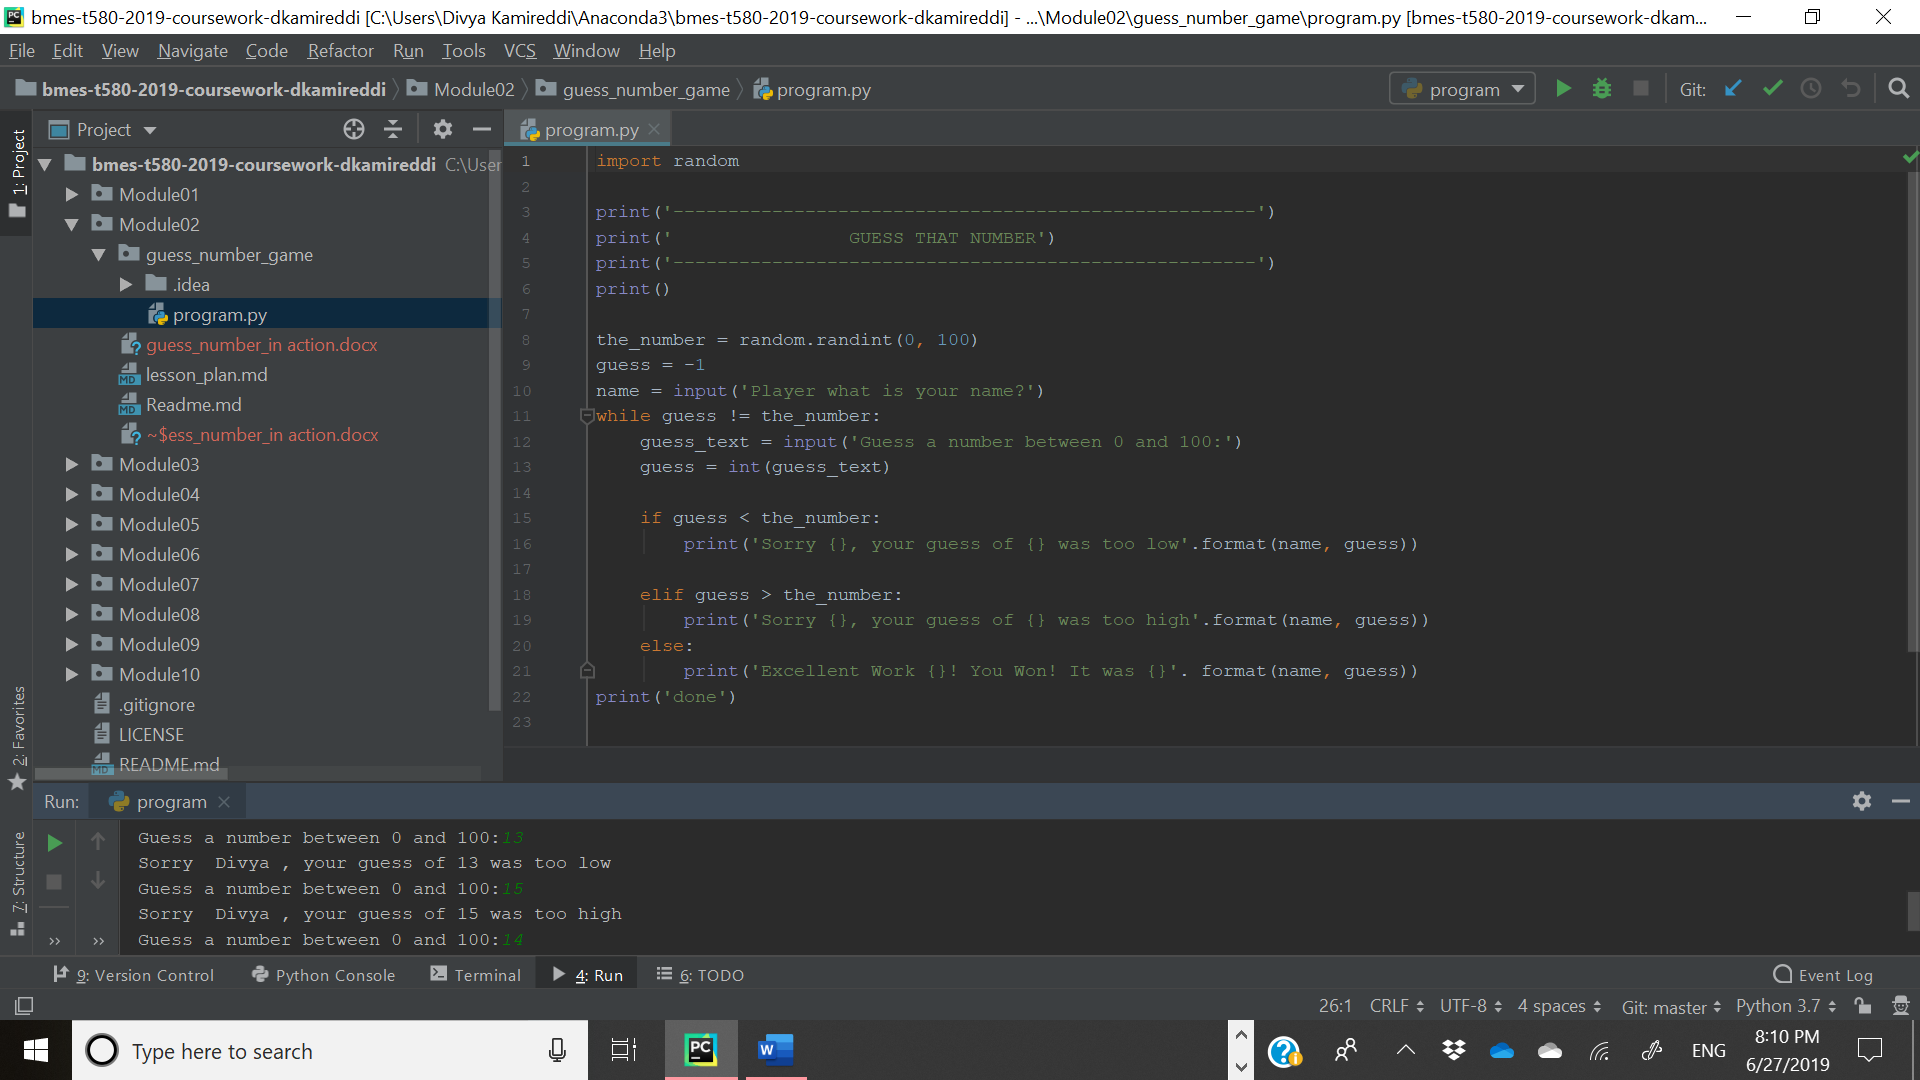 bmes-t580-2019-coursework-dkamireddi [C:\Users\Divya Kamireddi\Anaconda3\bmes-t580-2019-coursework-dkamireddi] - ...\Module02\guess_number_game\program.py [bmes-t580-2019-coursework-dkam...
File Edit View Navigate Code Refactor Run Tools VCS Window Help
bmes-t580-2019-coursework-dkamireddi Module02 guess_number_game program.py program Git:
1: Project
2: Favorites
7: Structure
Project
bmes-t580-2019-coursework-dkamireddi C:\User
Module01
Module02
guess_number_game
.idea
program.py
guess_number_in action.docx
lesson_plan.md
Readme.md
~$ess_number_in action.docx
Module03
Module04
Module05
Module06
Module07
Module08
Module09
Module10
.gitignore
LICENSE
README.md
program.py
1 import random
2
3 print('-----------------------------------------------------')
4 print('                GUESS THAT NUMBER')
5 print('-----------------------------------------------------')
6 print()
7
8 the_number = random.randint(0, 100)
9 guess = -1
10 name = input('Player what is your name?')
11 while guess != the_number:
12     guess_text = input('Guess a number between 0 and 100:')
13     guess = int(guess_text)
14
15     if guess < the_number:
16         print('Sorry {}, your guess of {} was too low'.format(name, guess))
17
18     elif guess > the_number:
19         print('Sorry {}, your guess of {} was too high'.format(name, guess))
20     else:
21         print('Excellent Work {}! You Won! It was {}'. format(name, guess))
22 print('done')
23
Run: program
Guess a number between 0 and 100:13
Sorry  Divya , your guess of 13 was too low
Guess a number between 0 and 100:15
Sorry  Divya , your guess of 15 was too high
Guess a number between 0 and 100:14
9: Version Control Python Console Terminal 4: Run 6: TODO Event Log
26:1 CRLF UTF-8 4 spaces Git: master Python 3.7
Type here to search
PC
W
ENG
8:10 PM
6/27/2019